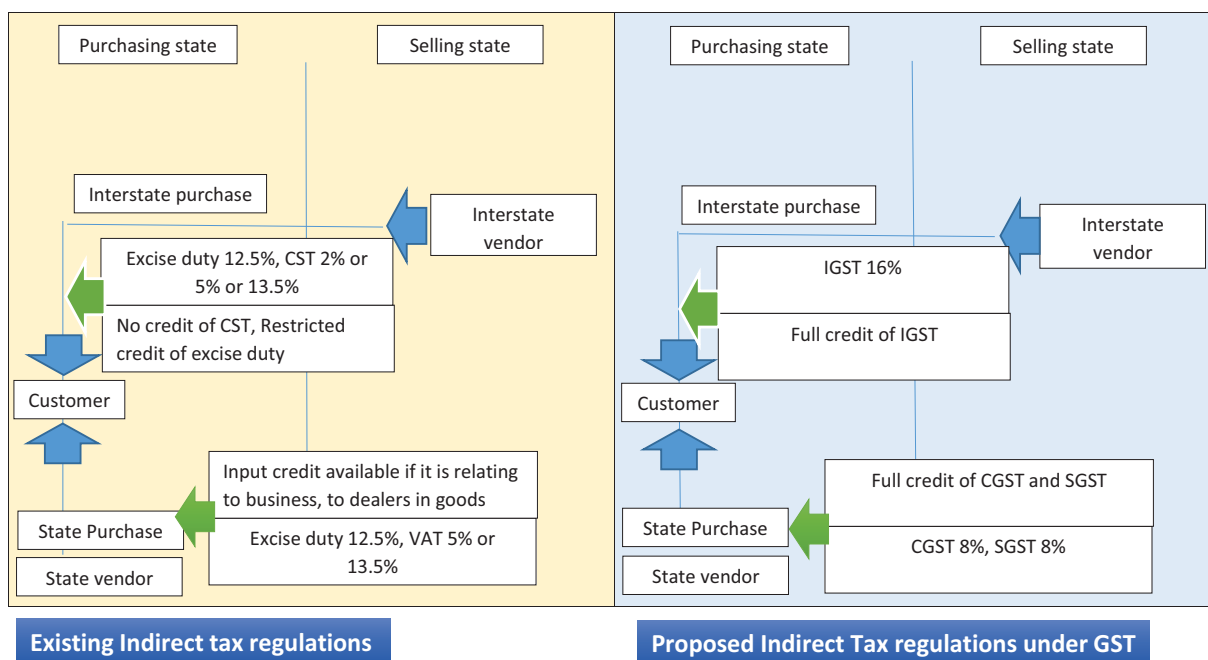 Purchasing state
Selling state
Interstate purchase
Interstate
vendor
Excise duty 12.5%, CST 2% or
5% or 13.5%
No credit of CST, Restricted
credit of excise duty
Customer
Input credit available if it is relating
to business, to dealers in goods
State Purchase
Excise duty 12.5%, VAT 5% or
13.5%
State vendor
Existing Indirect tax regulations
Purchasing state
Selling state
Interstate purchase
Interstate
vendor
IGST 16%
Full credit of IGST
Customer
Full credit of CGST and SGST
State Purchase
CGST 8%, SGST 8%
State vendor
Proposed Indirect Tax regulations under GST